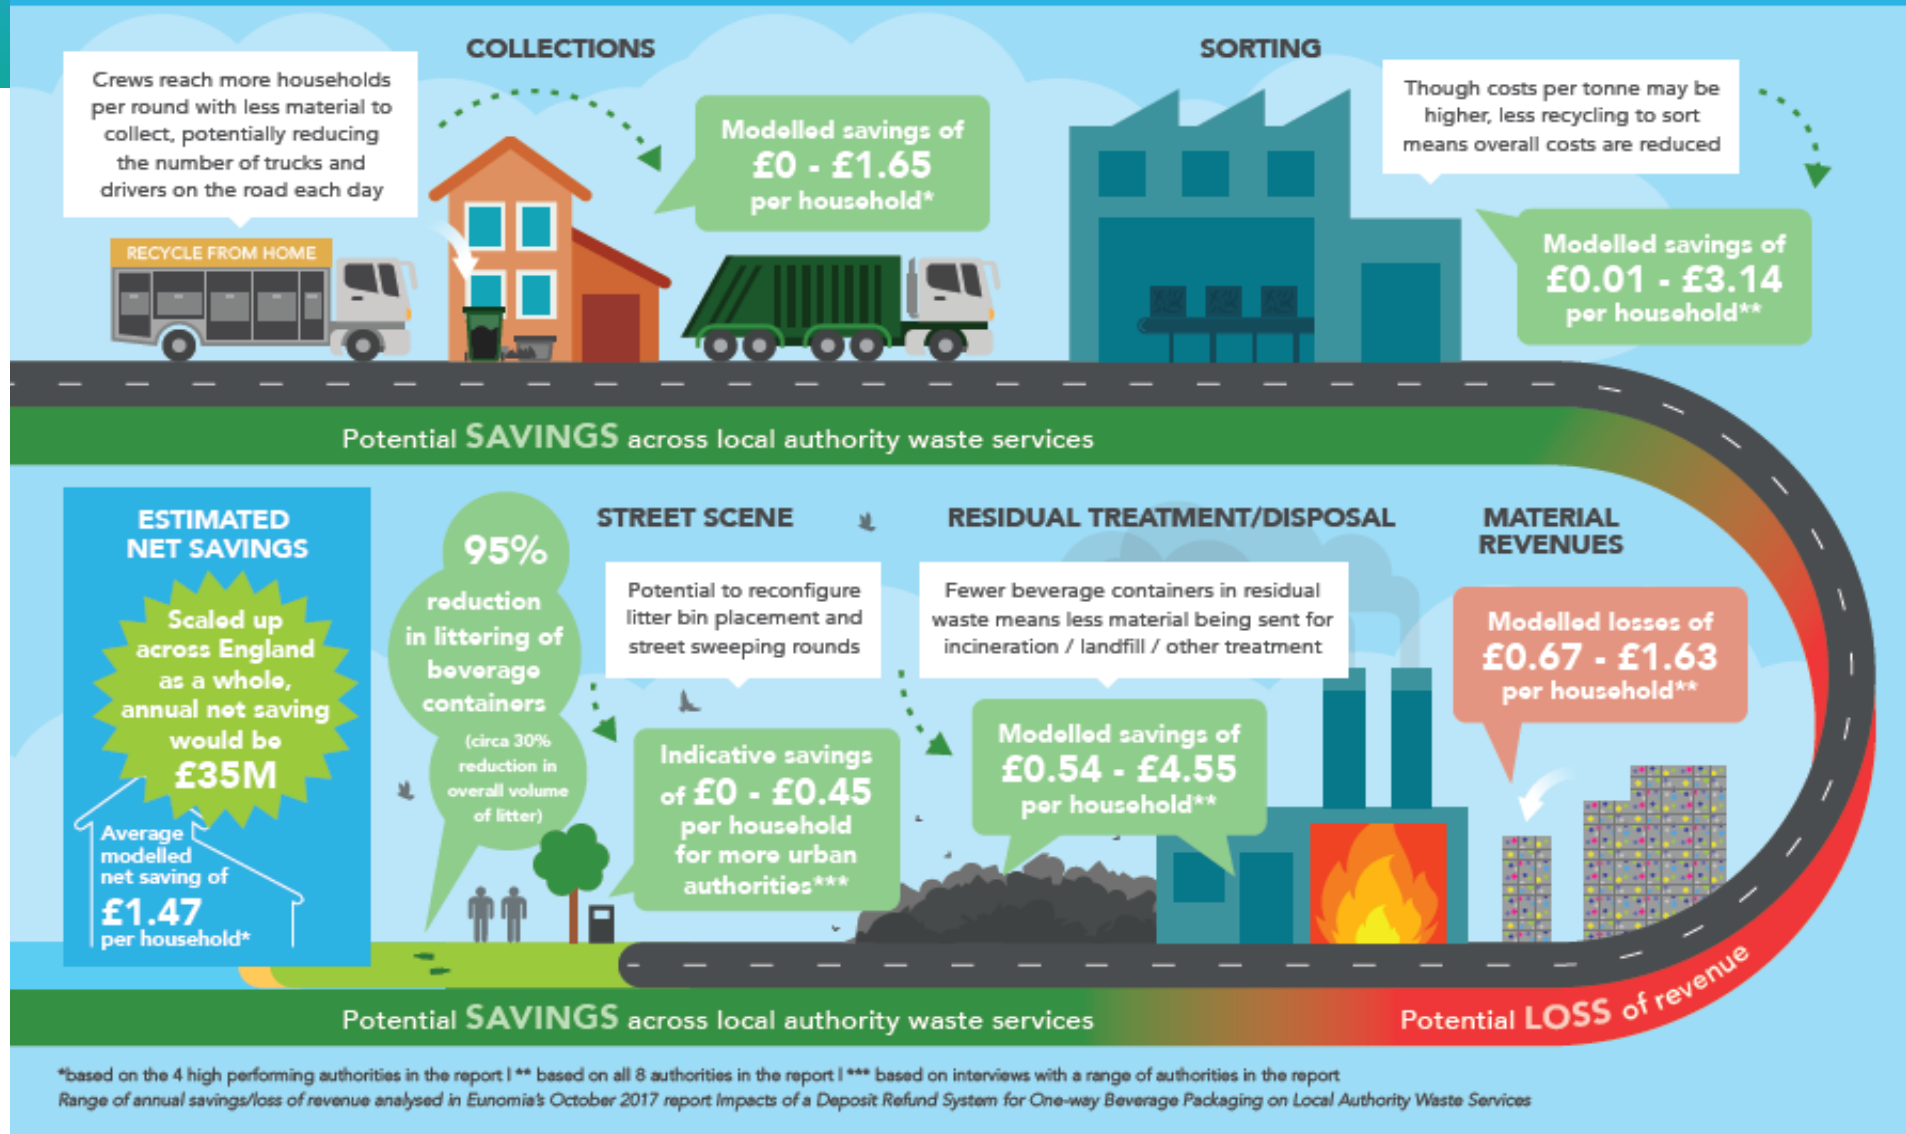 COLLECTIONS
Crews reach more households
per round with less material to
collect, potentially reducing
the number of trucks and
drivers on the road each day
RECYCLE FROM HOME
Modelled savings of
£0 - £1.65
per household*
SORTING
Though costs per tonne may be
higher, less recycling to sort
means overall costs are reduced
Modelled savings of
£0.01 - £3.14
per household**
Potential SAVINGS across local authority waste services
ESTIMATED
NET SAVINGS
Scaled up
across England
as a whole,
annual net saving
would be
£35M
Average
modelled
net saving of
£1.47
per household*
95%
reduction
in littering of
beverage
containers
(circa 30%
reduction in
overall volume
of litter)
STREET SCENE
Potential to reconfigure
litter bin placement and
street sweeping rounds
Indicative savings
of £0 - £0.45
per household
for more urban
authorities***
RESIDUAL TREATMENT/DISPOSAL
Fewer beverage containers in residual
waste means less material being sent for
incineration / landfill / other treatment
Modelled savings of
£0.54 - £4.55
per household**
MATERIAL
REVENUES
Modelled losses of
£0.67 - £1.63
per household**
Potential SAVINGS across local authority waste services
Potential LOSS of revenue
*based on the 4 high performing authorities in the report | ** based on all 8 authorities in the report | *** based on interviews with a range of authorities in the report
Range of annual savings/loss of revenue analysed in Eunomia's October 2017 report Impacts of a Deposit Refund System for One-way Beverage Packaging on Local Authority Waste Services